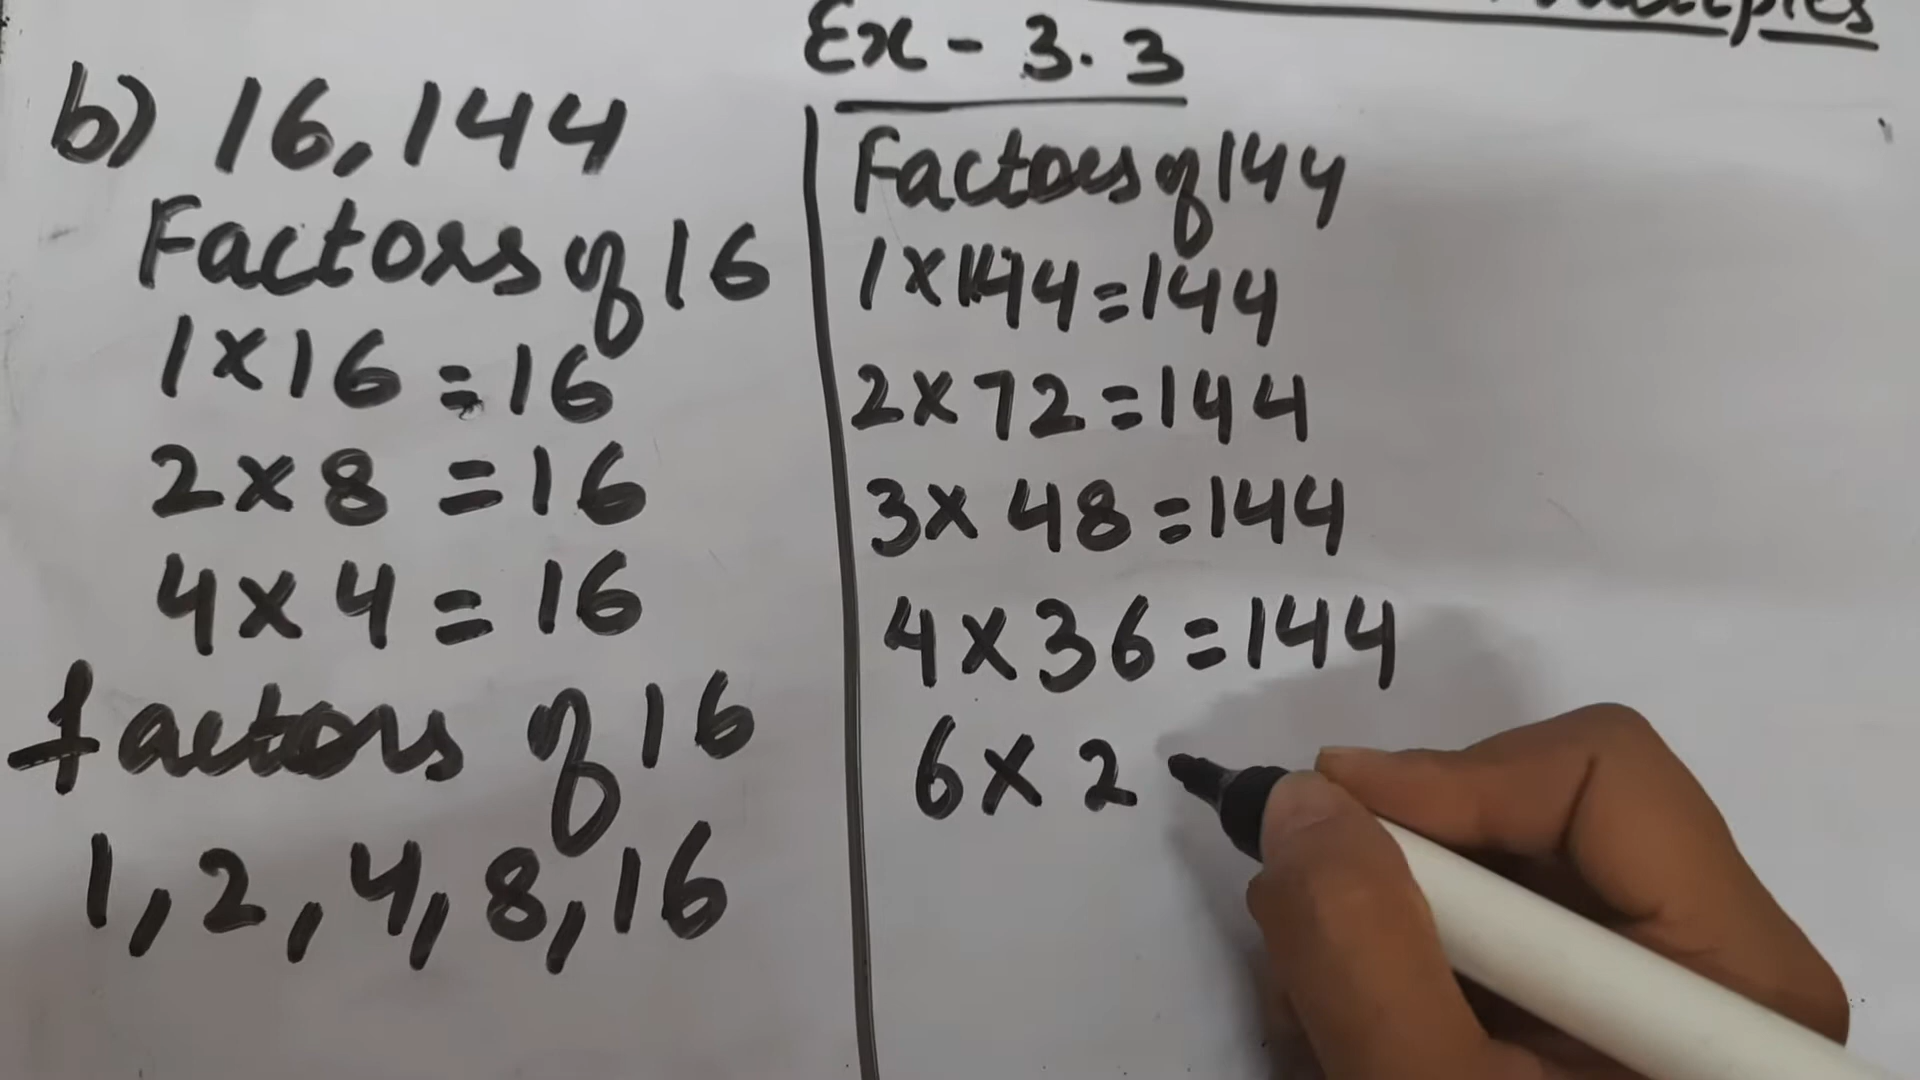 Ex - 3.3
b) 16, 144
Factors of 16
1 × 16 = 16
2 × 8 = 16
4 × 4 = 16
factors of 16
1, 2, 4, 8, 16
Factors of 144
1 × 144 = 144
2 × 72 = 144
3 × 48 = 144
4 × 36 = 144
6 × 2